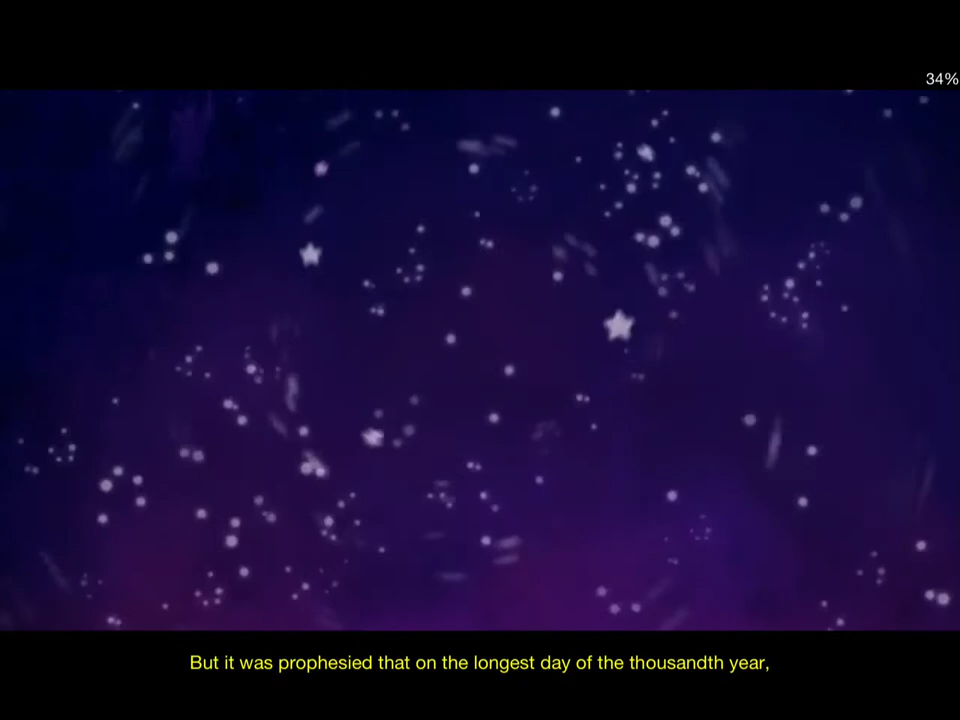 34%
But it was prophesied that on the longest day of the thousandth year,